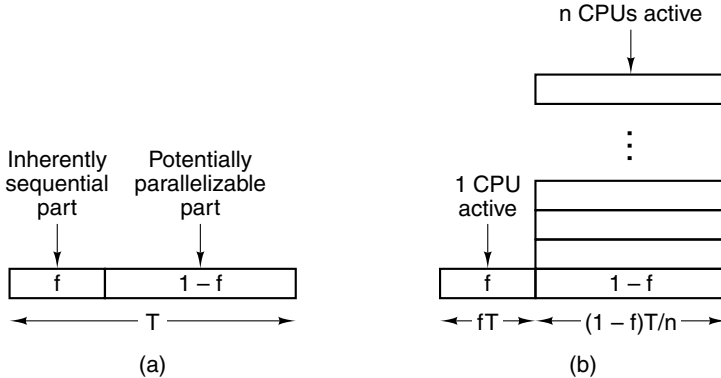 n CPUs active
Inherently
sequential
part
Potentially
parallelizable
part
1 CPU
active
f
1 – f
f
1 – f
T
fT
(1 – f)T/n
(a)
(b)